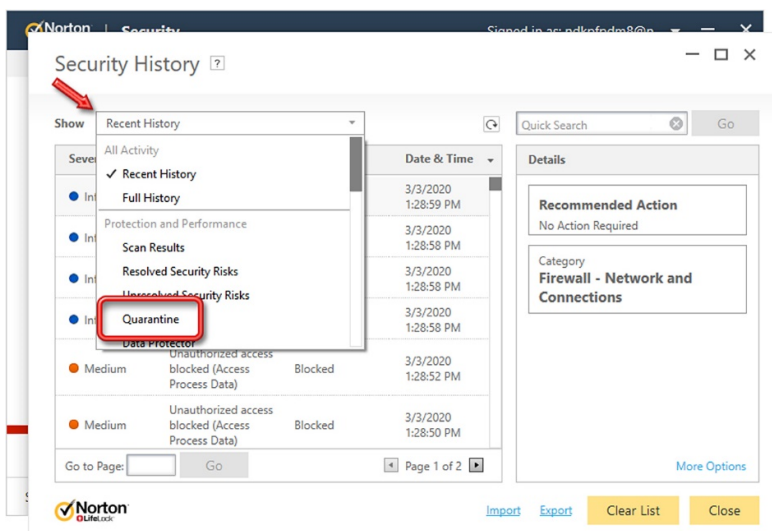 Norton | Security
Signed in as:
Security History ?
Show Recent History
Quick Search Go
All Activity
✓ Recent History
Full History
Protection and Performance
Scan Results
Resolved Security Risks
Unresolved Security Risks
Quarantine
Data Protector
Date & Time
3/3/2020
1:28:59 PM
3/3/2020
1:28:58 PM
3/3/2020
1:28:58 PM
3/3/2020
1:28:58 PM
Medium
Unauthorized access
blocked (Access
Process Data)
Blocked
3/3/2020
1:28:52 PM
Medium
Unauthorized access
blocked (Access
Process Data)
Blocked
3/3/2020
1:28:50 PM
Go to Page: Go Page 1 of 2
Details
Recommended Action
No Action Required
Category
Firewall - Network and
Connections
More Options
Norton
LifeLock
Import Export Clear List Close